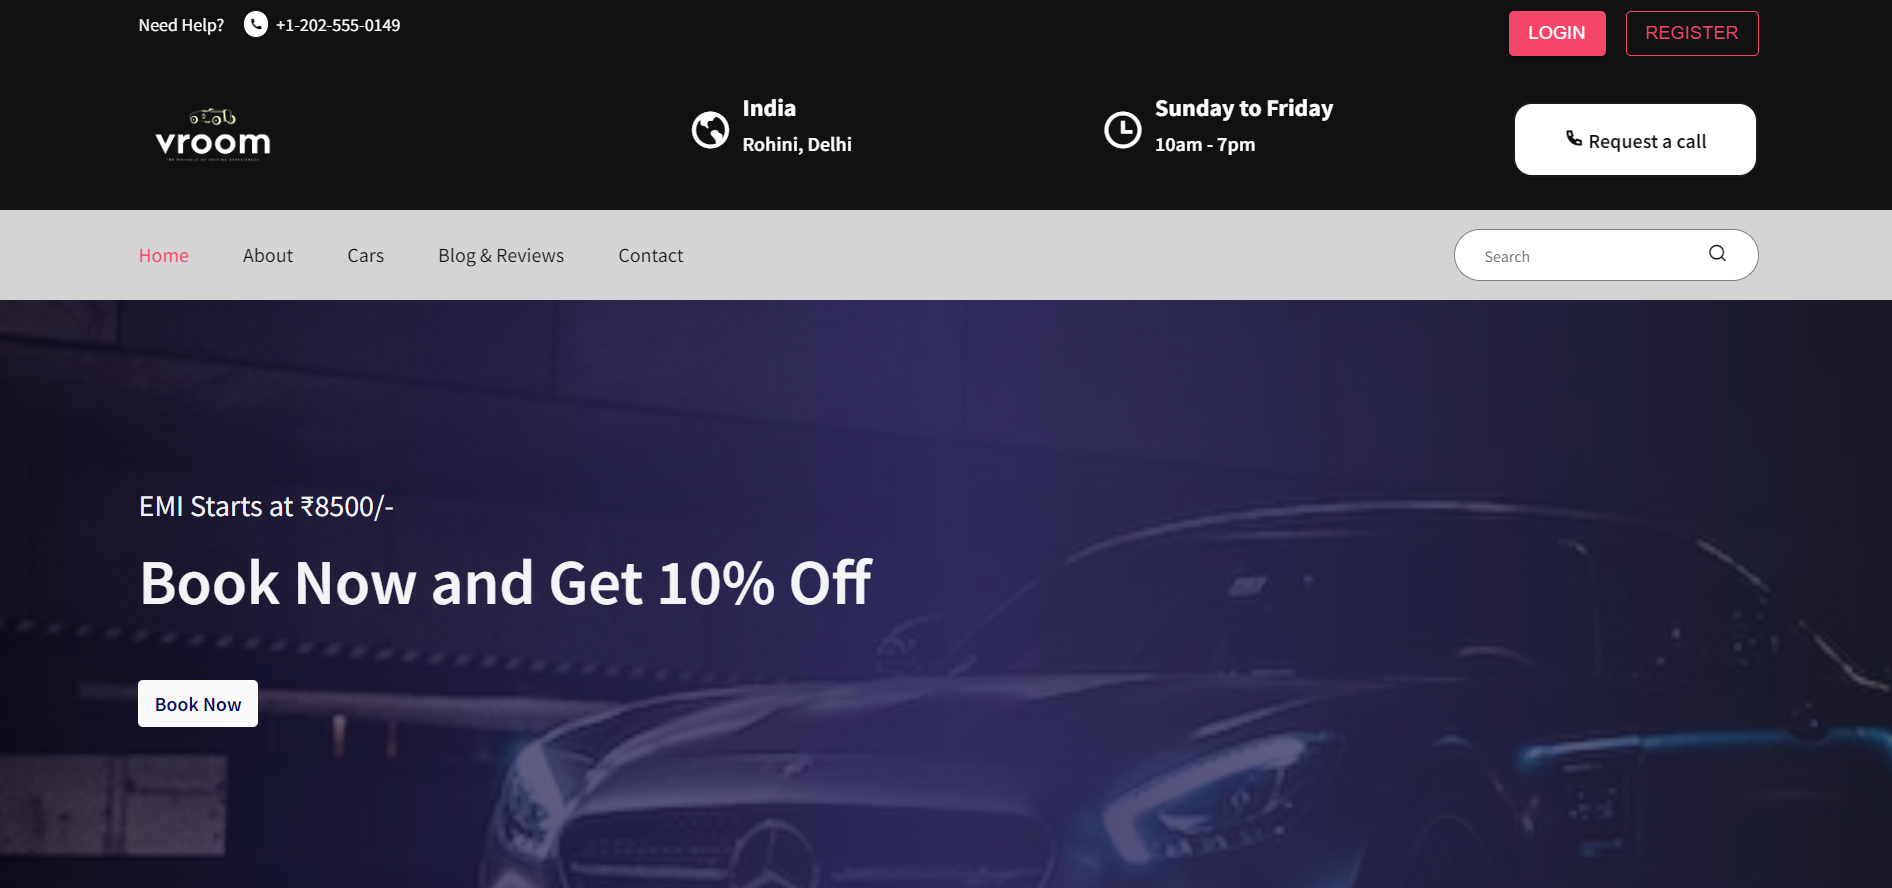 Need Help? +1-202-555-0149
LOGIN REGISTER
vroom
India
Rohini, Delhi
Sunday to Friday
10am - 7pm
Request a call
Home About Cars Blog & Reviews Contact
Search
EMI Starts at ₹8500/-
Book Now and Get 10% Off
Book Now